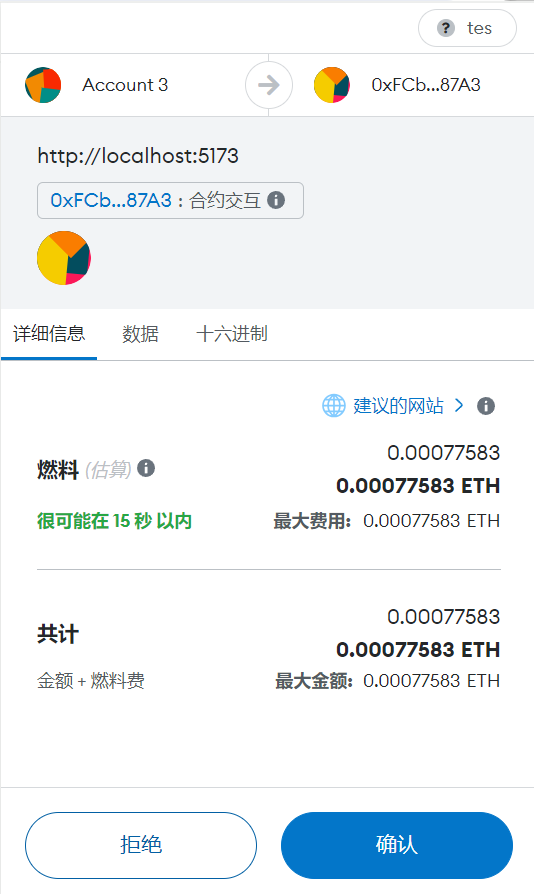 tes
Account 3
0xFCb...87A3
http://localhost:5173
0xFCb...87A3 : 合约交互
详细信息 数据 十六进制
建议的网站
0.00077583
燃料 (估算) 0.00077583 ETH
很可能在 15 秒 以内 最大费用: 0.00077583 ETH
0.00077583
共计 0.00077583 ETH
金额 + 燃料费 最大金额: 0.00077583 ETH
拒绝 确认